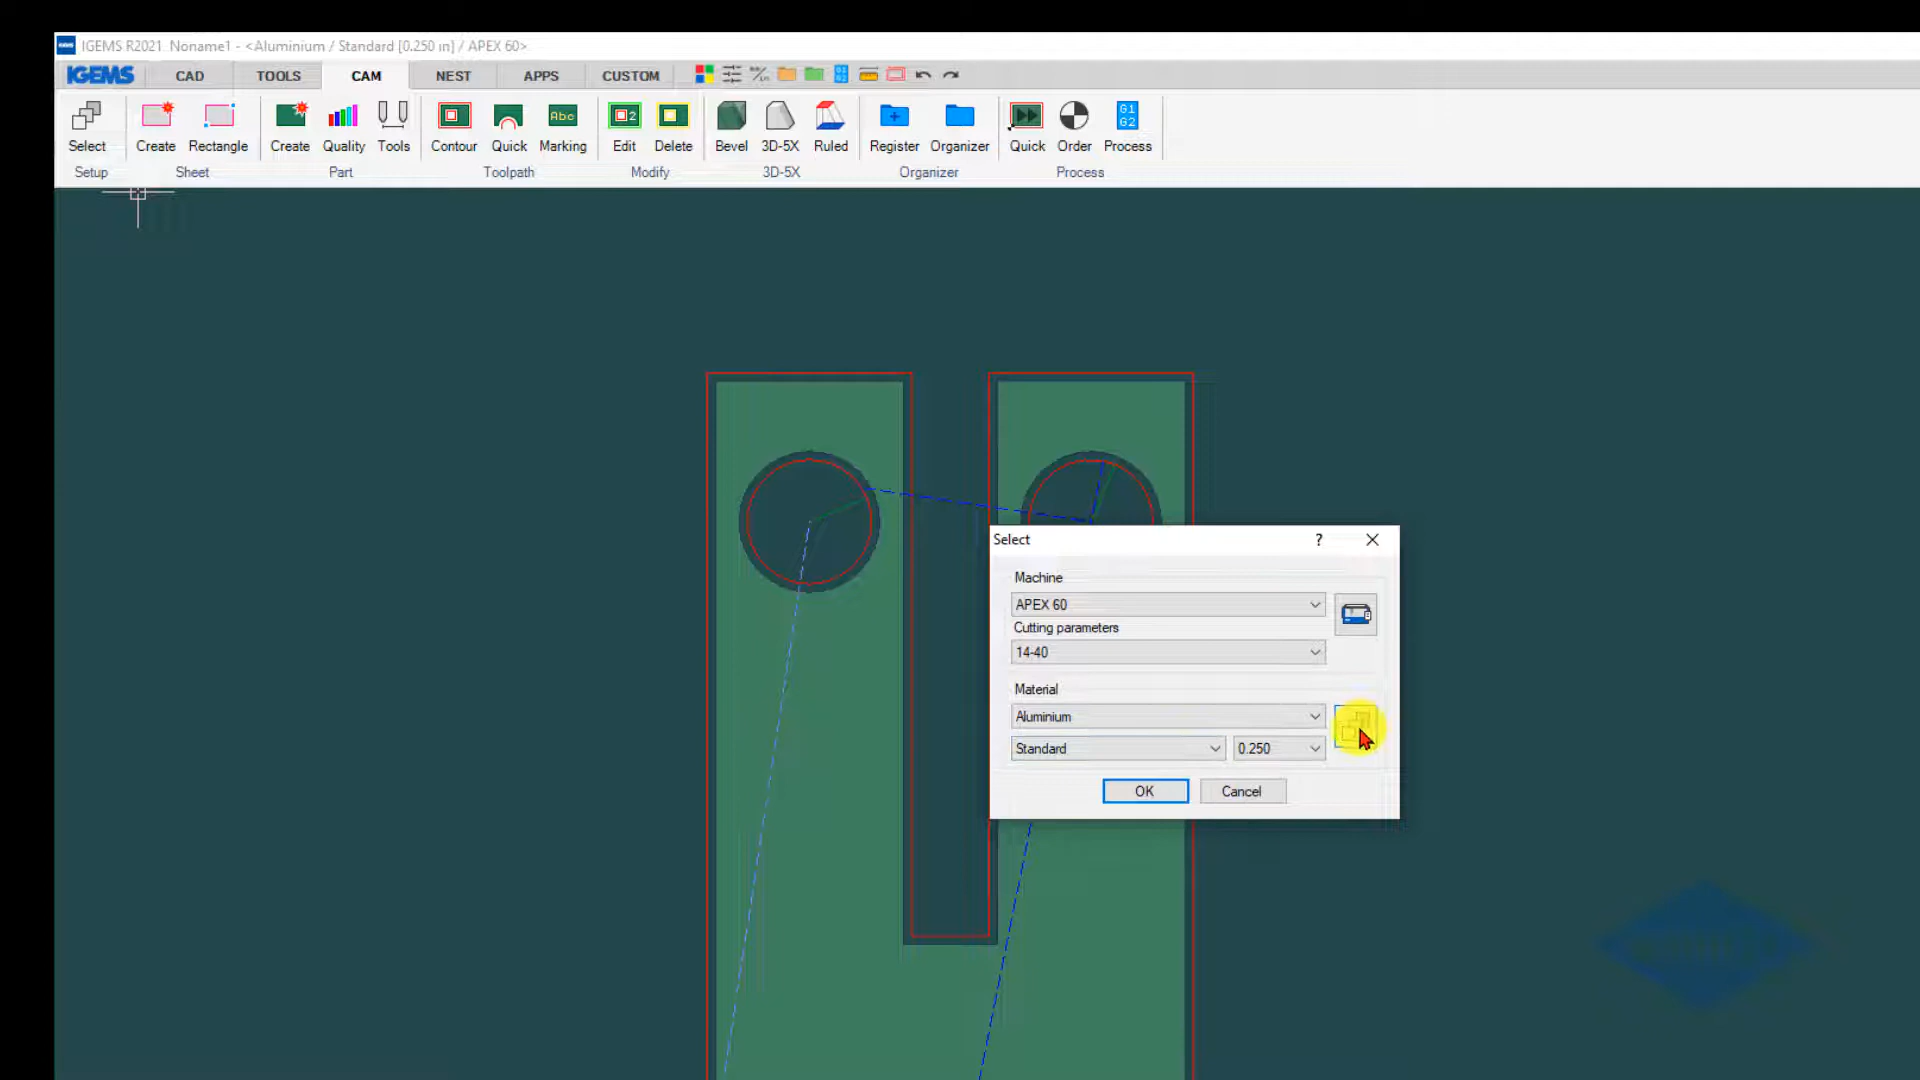 IGEMS R2021 Noname1 - <Aluminium / Standard [0.250 in] / APEX 60>
IGEMS CAD TOOLS CAM NEST APPS CUSTOM
Abc 2 G1 G2
Select Create Rectangle Create Quality Tools Contour Quick Marking Edit Delete Bevel 3D-5X Ruled Register Organizer Quick Order Process
Setup Sheet Part Toolpath Modify 3D-5X Organizer Process
Select ?
Machine
APEX 60
Cutting parameters
14-40
Material
Aluminium
Standard 0.250
OK Cancel